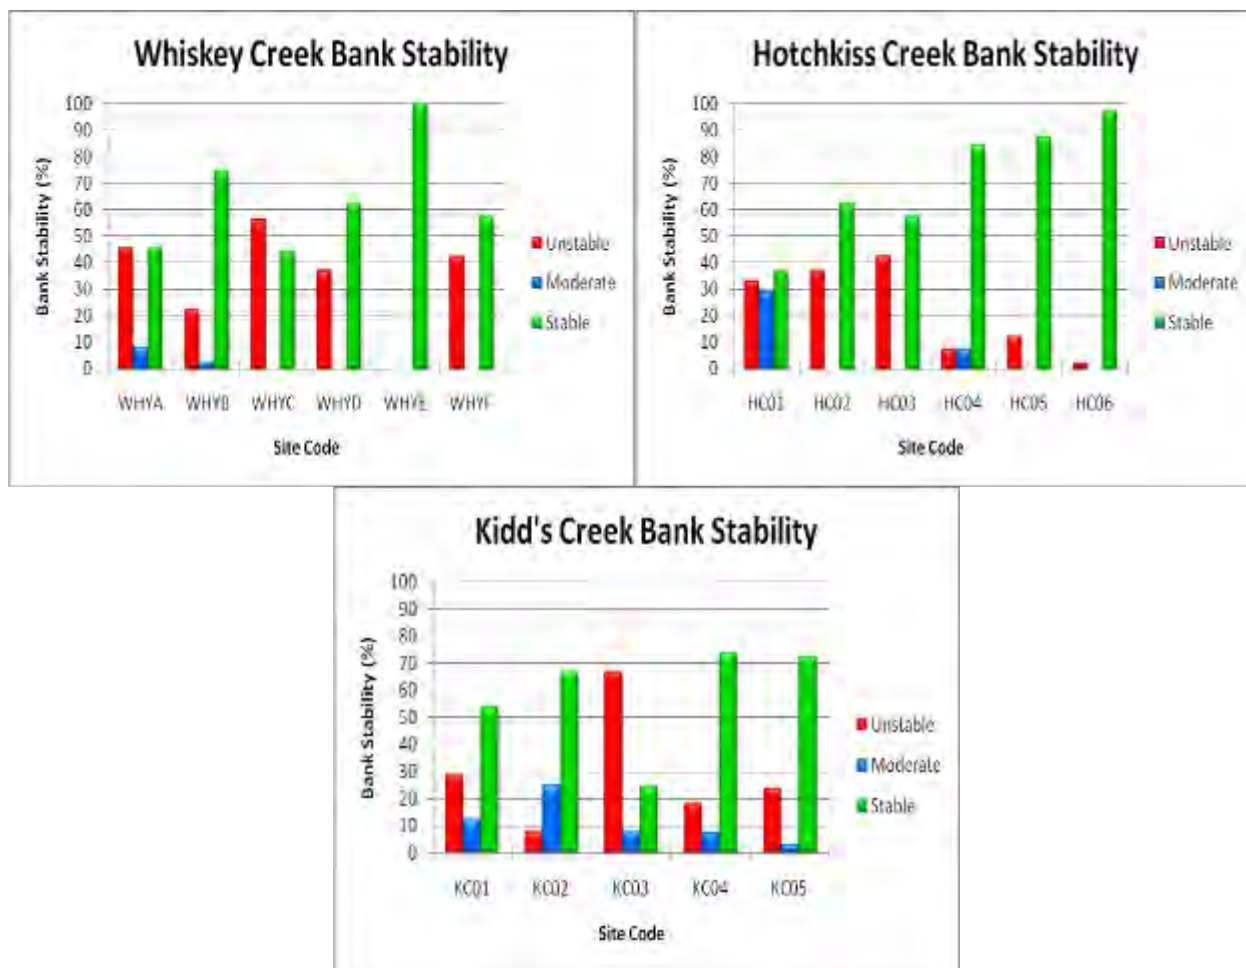 Whiskey Creek Bank Stability
Bank Stability (%)
100
90
80
70
60
50
40
30
20
10
0
WHYA WHYB WHYC WHYD WHYE WHYF
Site Code
Unstable
Moderate
Stable
Hotchkiss Creek Bank Stability
Bank Stability (%)
100
90
80
70
60
50
40
30
20
10
0
HC01 HC02 HC03 HC04 HC05 HC06
Site Code
Unstable
Moderate
Stable
Kidd's Creek Bank Stability
Bank Stability (%)
100
90
80
70
60
50
40
30
20
10
0
KC01 KC02 KC03 KC04 KC05
Site Code
Unstable
Moderate
Stable